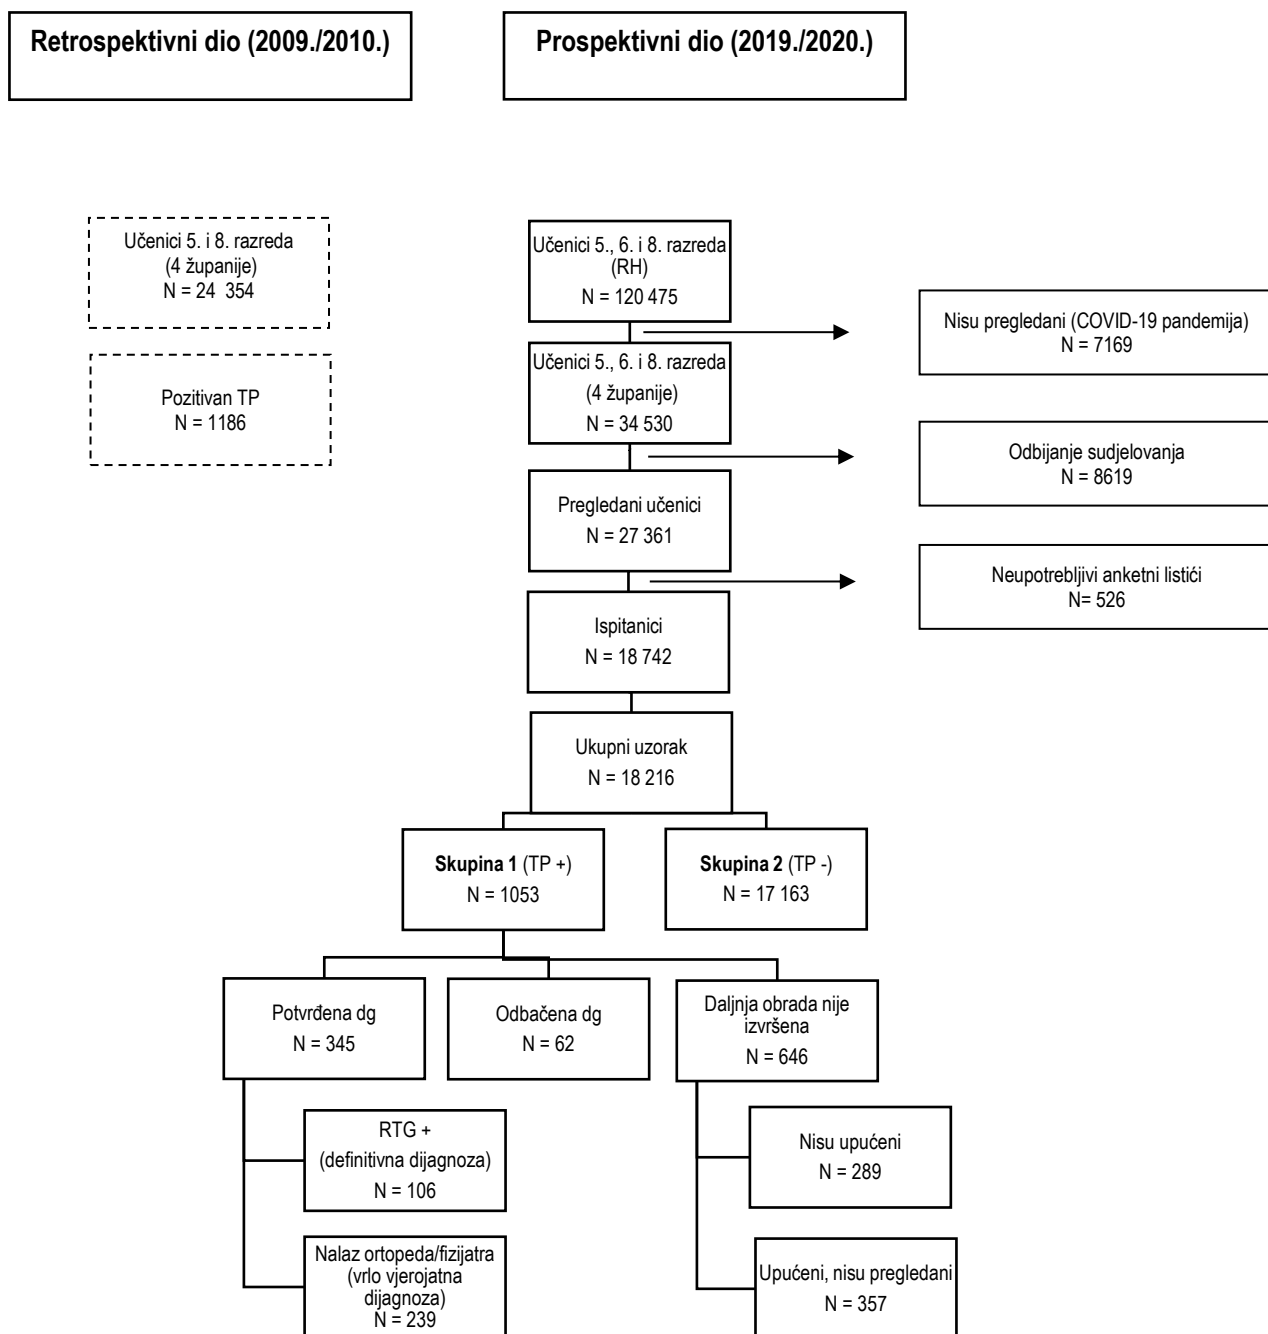 Retrospektivni dio (2009./2010.)
Prospektivni dio (2019./2020.)
Učenici 5. i 8. razreda
(4 županije)
N = 24 354
Pozitivan TP
N = 1186
Učenici 5., 6. i 8. razreda
(RH)
N = 120 475
Nisu pregledani (COVID-19 pandemija)
N = 7169
Učenici 5., 6. i 8. razreda
(4 županije)
N = 34 530
Odbijanje sudjelovanja
N = 8619
Pregledani učenici
N = 27 361
Neupotrebljivi anketni listići
N= 526
Ispitanici
N = 18 742
Ukupni uzorak
N = 18 216
Skupina 1 (TP +)
N = 1053
Skupina 2 (TP -)
N = 17 163
Potvrđena dg
N = 345
Odbačena dg
N = 62
Daljnja obrada nije
izvršena
N = 646
RTG +
(definitivna dijagnoza)
N = 106
Nalaz ortopeda/fizijatra
(vrlo vjerojatna
dijagnoza)
N = 239
Nisu upućeni
N = 289
Upućeni, nisu pregledani
N = 357